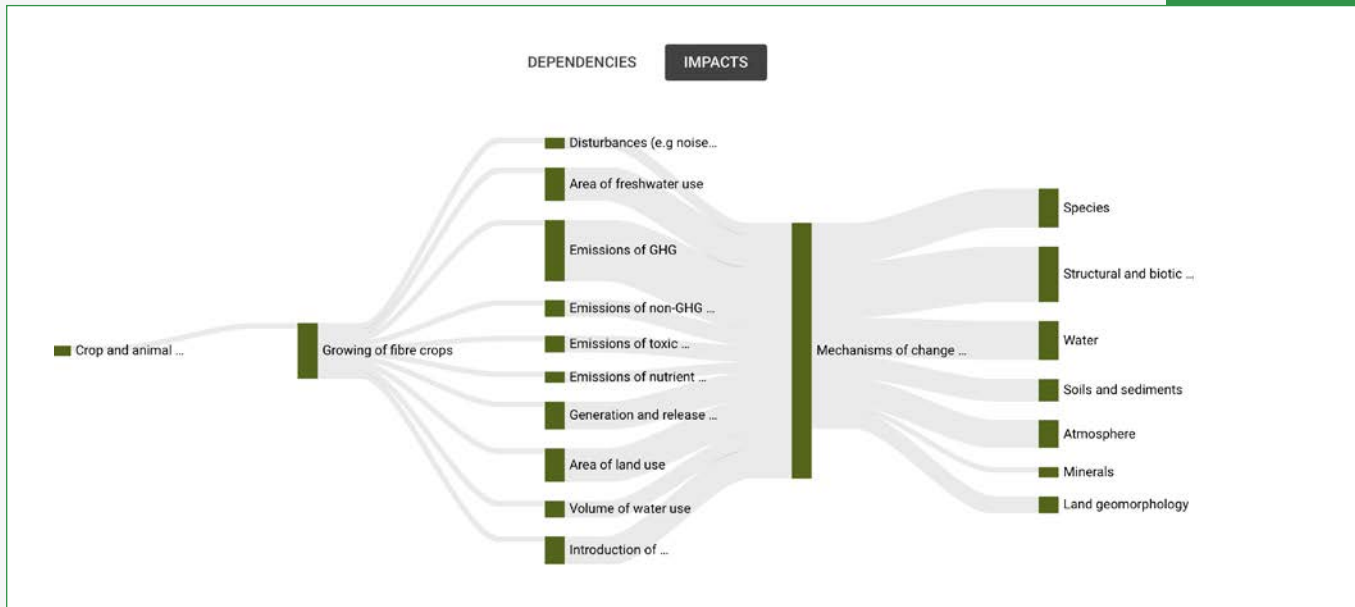 DEPENDENCIES
IMPACTS
Crop and animal …
Growing of fibre crops
Disturbances (e.g noise…
Area of freshwater use
Emissions of GHG
Emissions of non-GHG …
Emissions of toxic …
Emissions of nutrient …
Generation and release …
Area of land use
Volume of water use
Introduction of …
Mechanisms of change …
Species
Structural and biotic …
Water
Soils and sediments
Atmosphere
Minerals
Land geomorphology